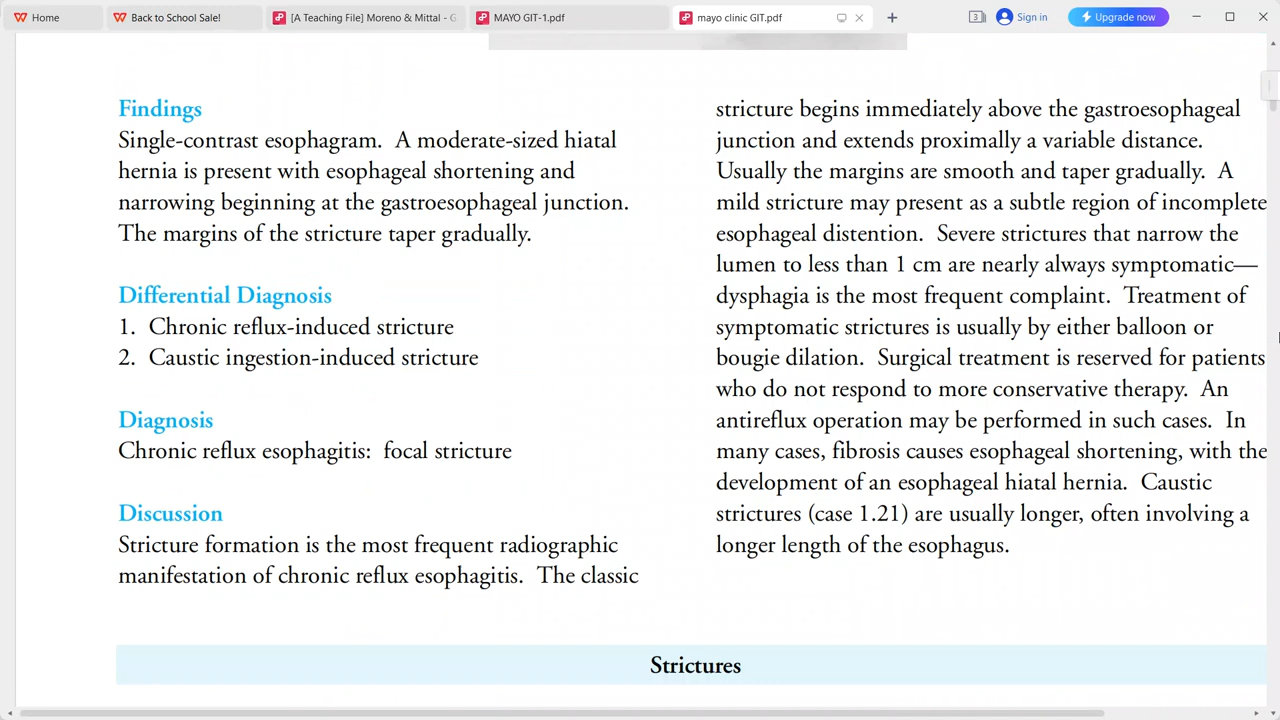 Home
Back to School Sale!
[A Teaching File] Moreno & Mittal - G
MAYO GIT-1.pdf
mayo clinic GIT.pdf
3
Sign in
Upgrade now
Findings
Single-contrast esophagram. A moderate-sized hiatal
hernia is present with esophageal shortening and
narrowing beginning at the gastroesophageal junction.
The margins of the stricture taper gradually.
Differential Diagnosis
1. Chronic reflux-induced stricture
2. Caustic ingestion-induced stricture
Diagnosis
Chronic reflux esophagitis: focal stricture
Discussion
Stricture formation is the most frequent radiographic
manifestation of chronic reflux esophagitis. The classic
stricture begins immediately above the gastroesophageal
junction and extends proximally a variable distance.
Usually the margins are smooth and taper gradually. A
mild stricture may present as a subtle region of incomplete
esophageal distention. Severe strictures that narrow the
lumen to less than 1 cm are nearly always symptomatic—
dysphagia is the most frequent complaint. Treatment of
symptomatic strictures is usually by either balloon or
bougie dilation. Surgical treatment is reserved for patients
who do not respond to more conservative therapy. An
antireflux operation may be performed in such cases. In
many cases, fibrosis causes esophageal shortening, with the
development of an esophageal hiatal hernia. Caustic
strictures (case 1.21) are usually longer, often involving a
longer length of the esophagus.
Strictures